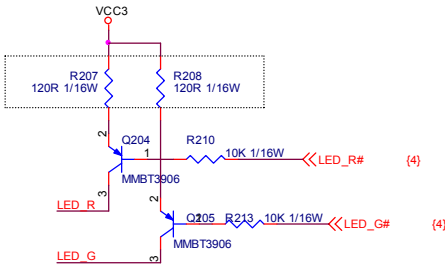 VCC3
R207 R208
120R 1/16W 120R 1/16W
2 Q204 R210
1 10K 1/16W LED_R# {4}
MMBT3906
3
LED_R 2
Q205 R213 10K 1/16W LED_G# {4}
MMBT3906
LED_G 3